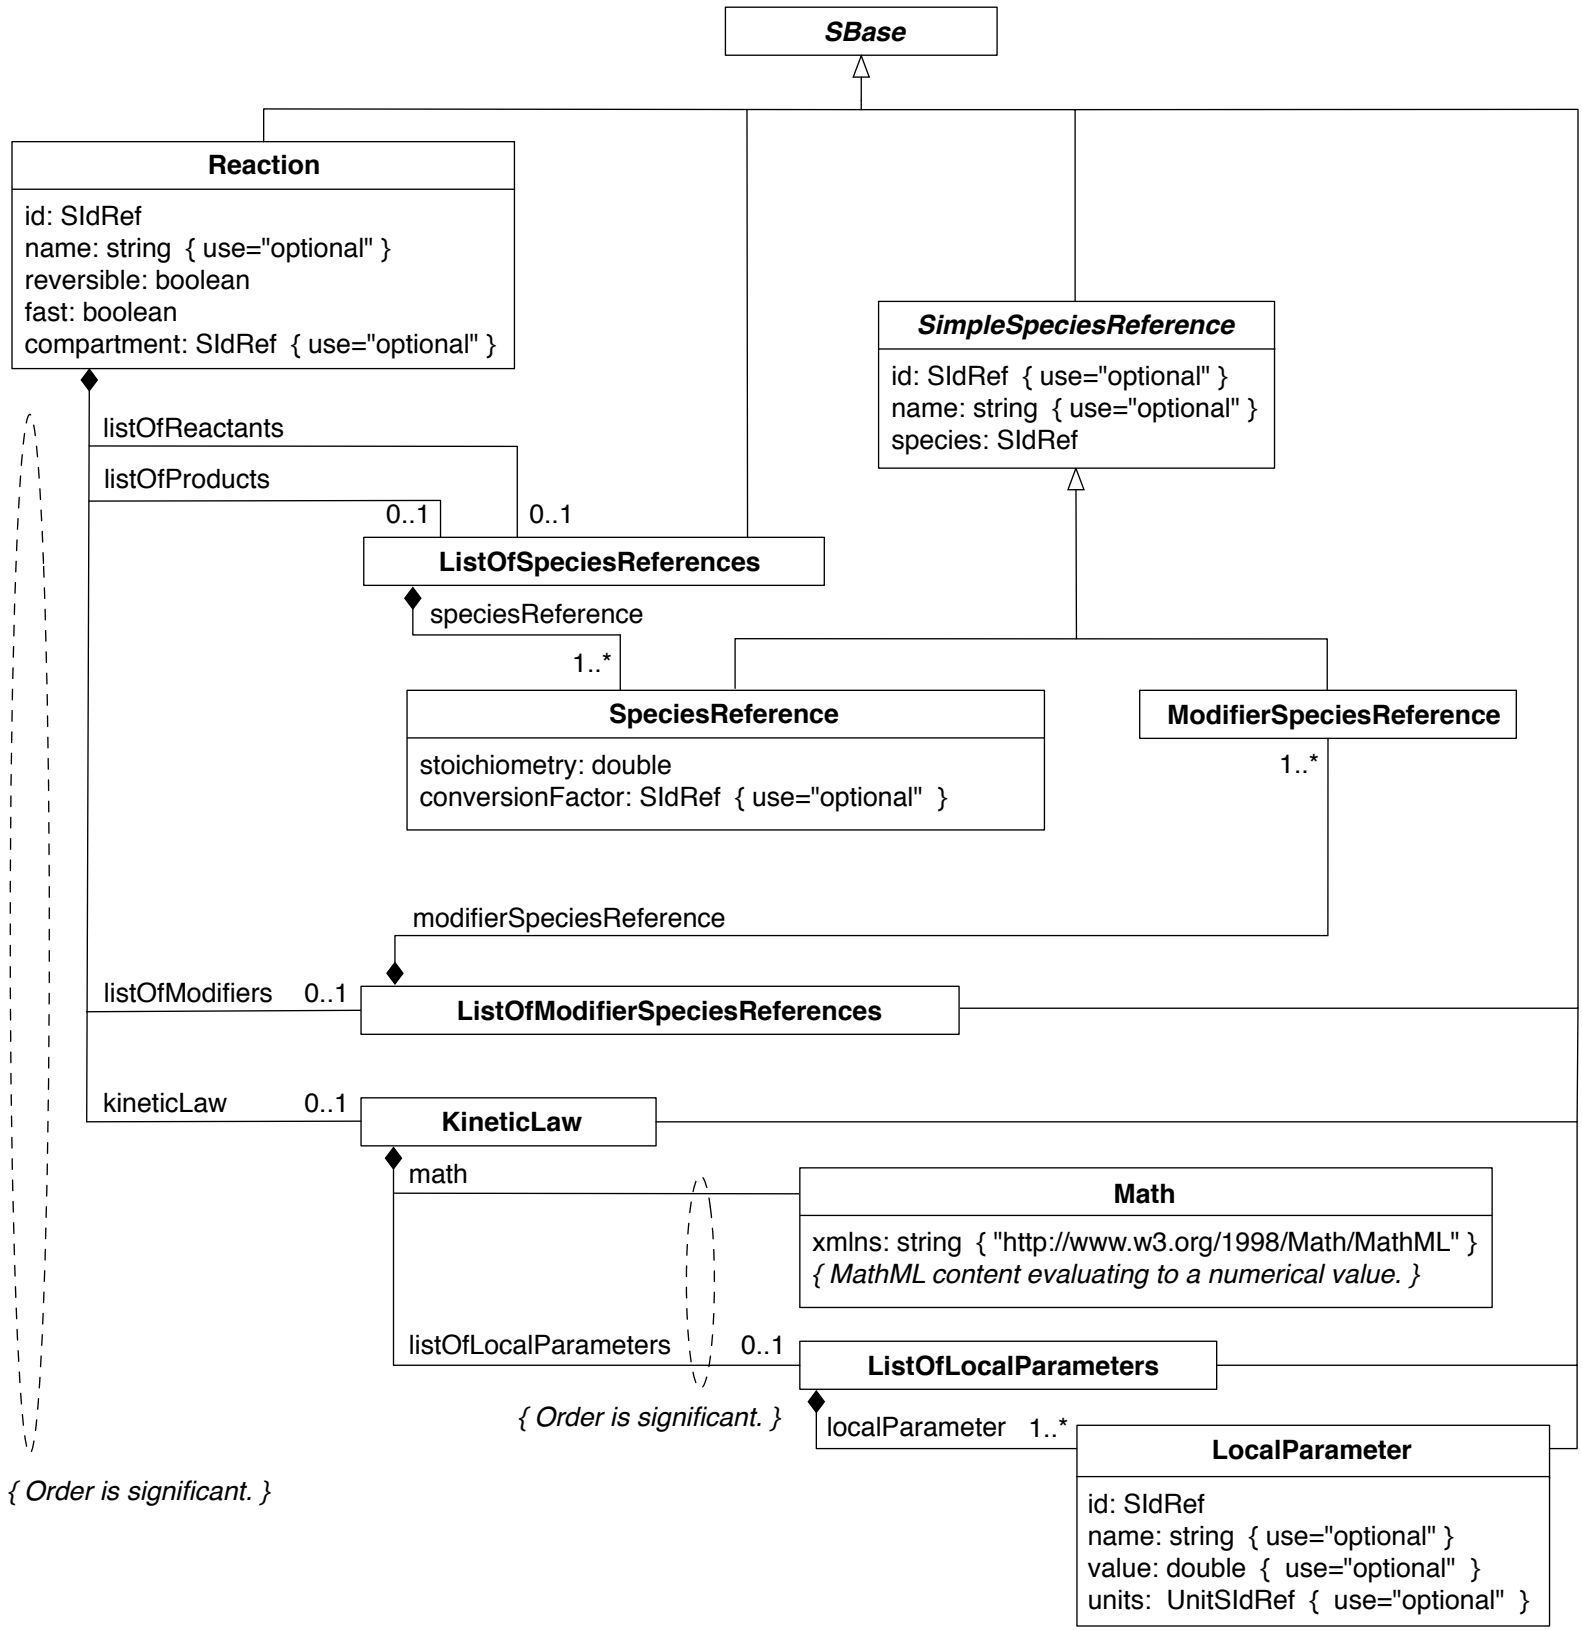 SBase
Reaction
id: SIdRef
name: string { use="optional" }
reversible: boolean
fast: boolean
compartment: SIdRef { use="optional" }
SimpleSpeciesReference
id: SIdRef { use="optional" }
name: string { use="optional" }
species: SIdRef
listOfReactants
listOfProducts
0..1
0..1
ListOfSpeciesReferences
speciesReference
1..*
SpeciesReference
stoichiometry: double
conversionFactor: SIdRef { use="optional" }
ModifierSpeciesReference
1..*
modifierSpeciesReference
listOfModifiers 0..1
ListOfModifierSpeciesReferences
kineticLaw 0..1
KineticLaw
math
Math
xmlns: string { "http://www.w3.org/1998/Math/MathML" }
{ MathML content evaluating to a numerical value. }
listOfLocalParameters 0..1
ListOfLocalParameters
{ Order is significant. }
localParameter 1..*
LocalParameter
id: SIdRef
name: string { use="optional" }
value: double { use="optional" }
units: UnitSIdRef { use="optional" }
{ Order is significant. }